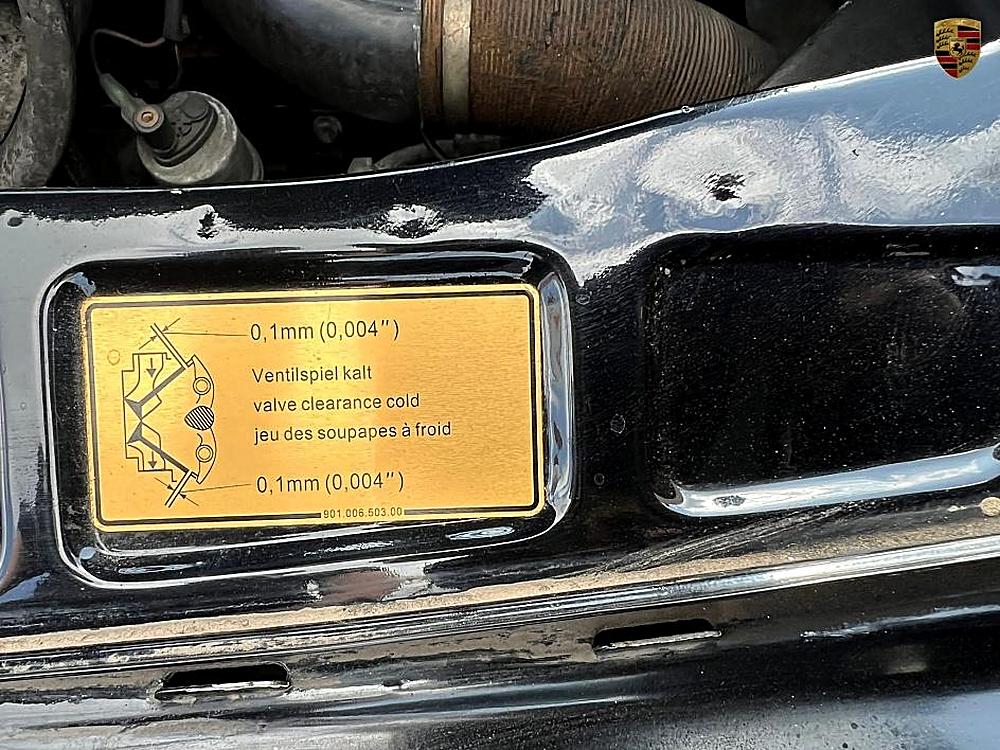 0,1mm (0,004")
Ventilspiel kalt
valve clearance cold
jeu des soupapes à froid
0,1mm (0,004")
901.006.503.00